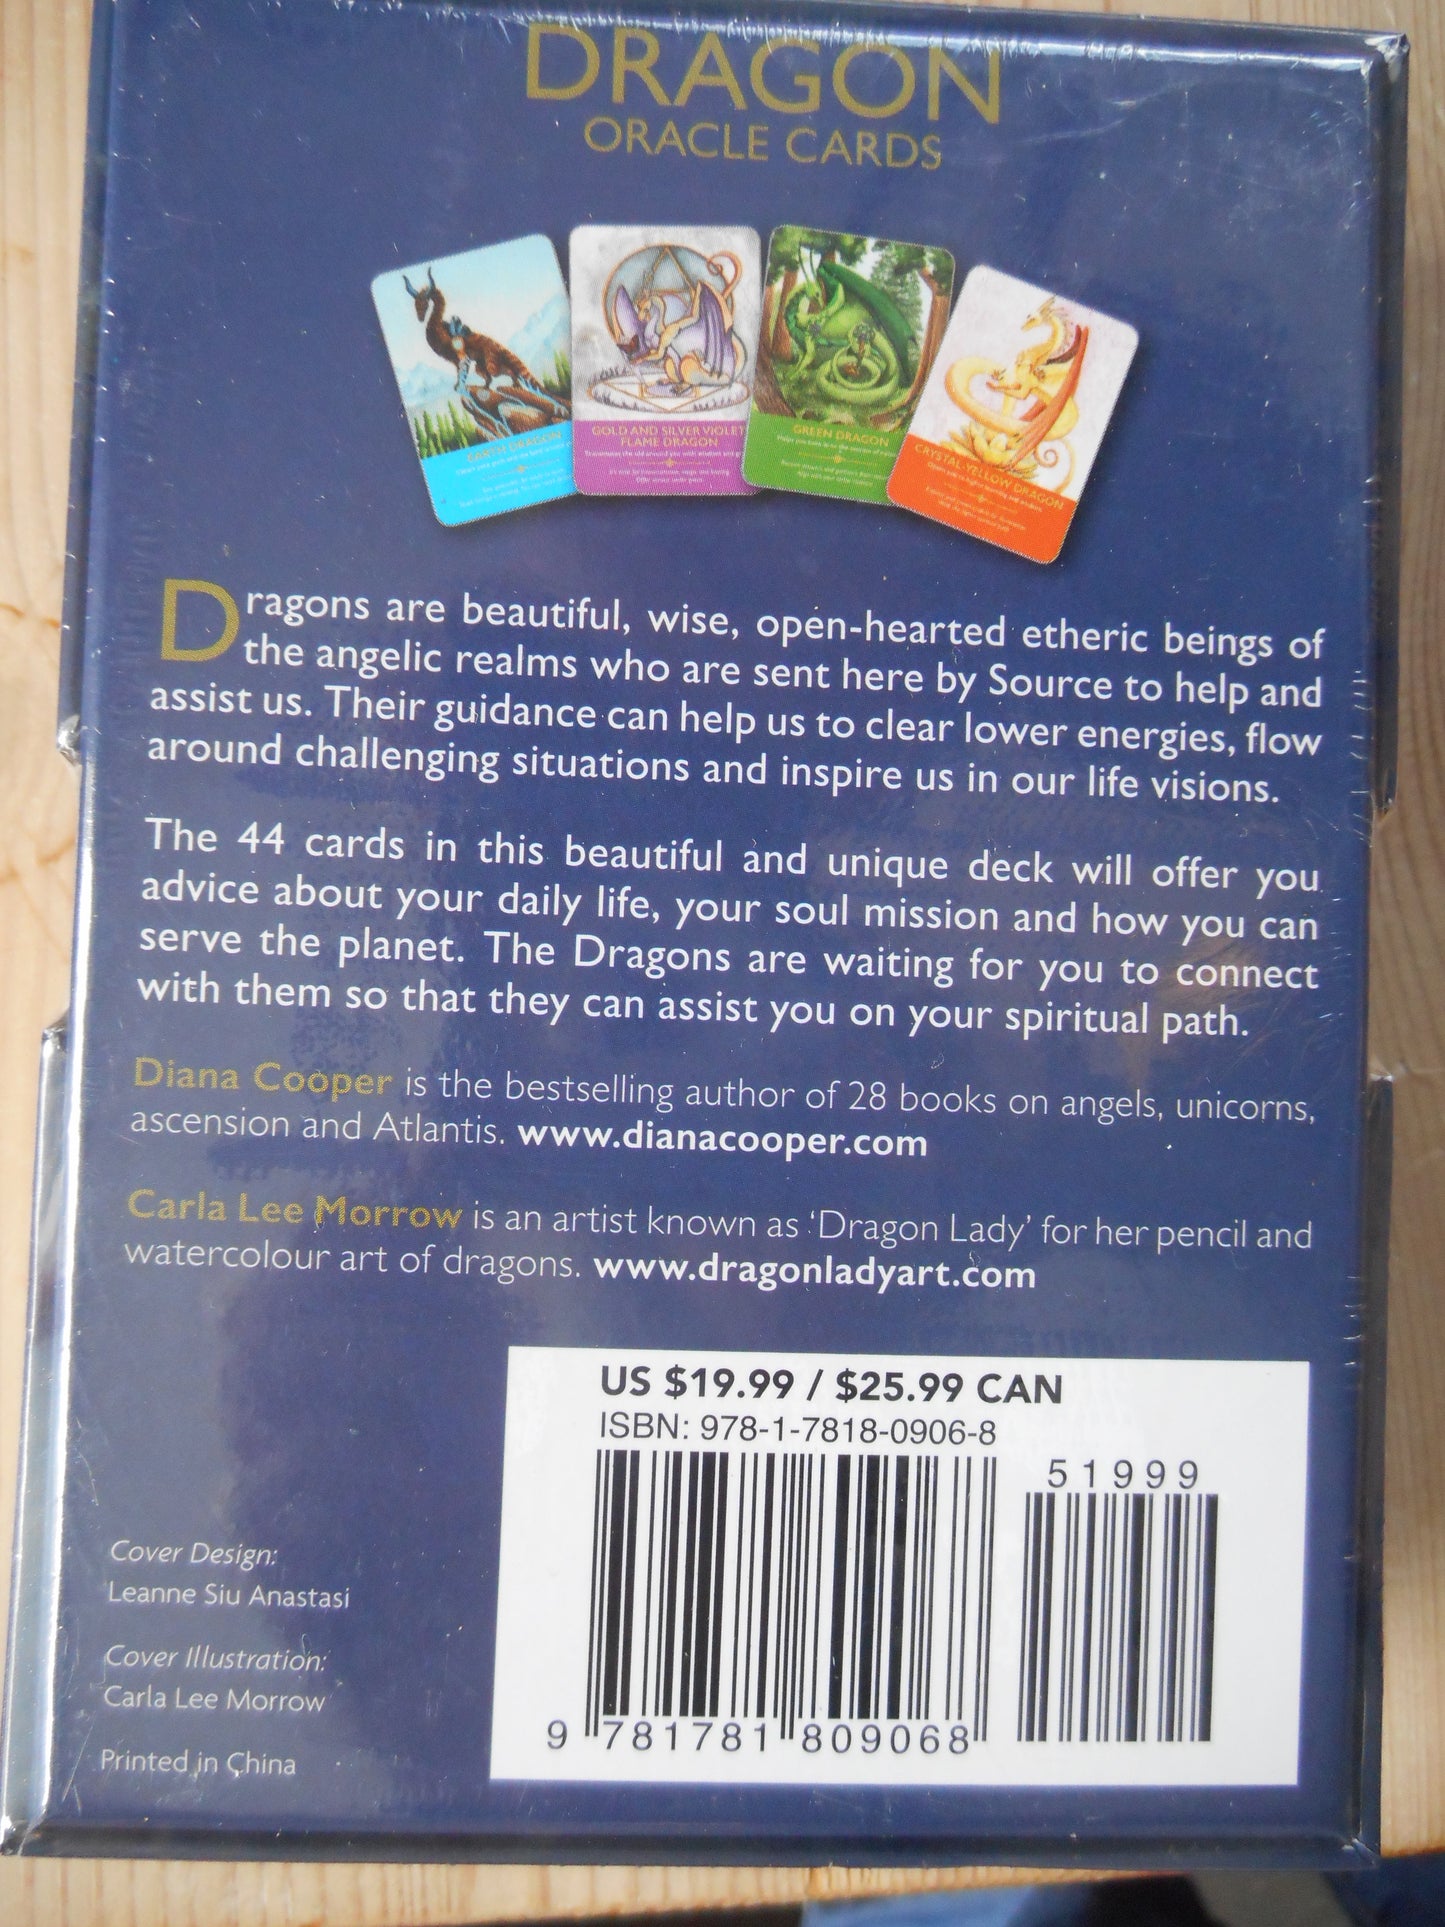 DRAGON
ORACLE CARDS
EARTH DRAGON
GOLD AND SILVER VIOLET
FLAME DRAGON
GREEN DRAGON
CRYSTAL YELLOW DRAGON
Dragons are beautiful, wise, open-hearted etheric beings of
the angelic realms who are sent here by Source to help and
assist us. Their guidance can help us to clear lower energies, flow
around challenging situations and inspire us in our life visions.
The 44 cards in this beautiful and unique deck will offer you
advice about your daily life, your soul mission and how you can
serve the planet. The Dragons are waiting for you to connect
with them so that they can assist you on your spiritual path.
Diana Cooper is the bestselling author of 28 books on angels, unicorns,
ascension and Atlantis. www.dianacooper.com
Carla Lee Morrow is an artist known as ‘Dragon Lady’ for her pencil and
watercolour art of dragons. www.dragonladyart.com
US $19.99 / $25.99 CAN
ISBN: 978-1-7818-0906-8
51999
9 781781 809068
Cover Design:
Leanne Siu Anastasi
Cover Illustration:
Carla Lee Morrow
Printed in China